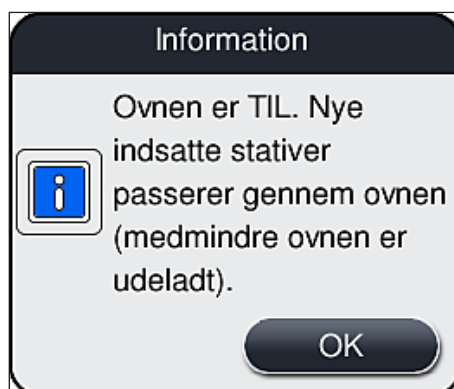 Information
Ovnen er TIL. Nye
indsatte stativer
passerer gennem ovnen
(medmindre ovnen er
udeladt).
OK